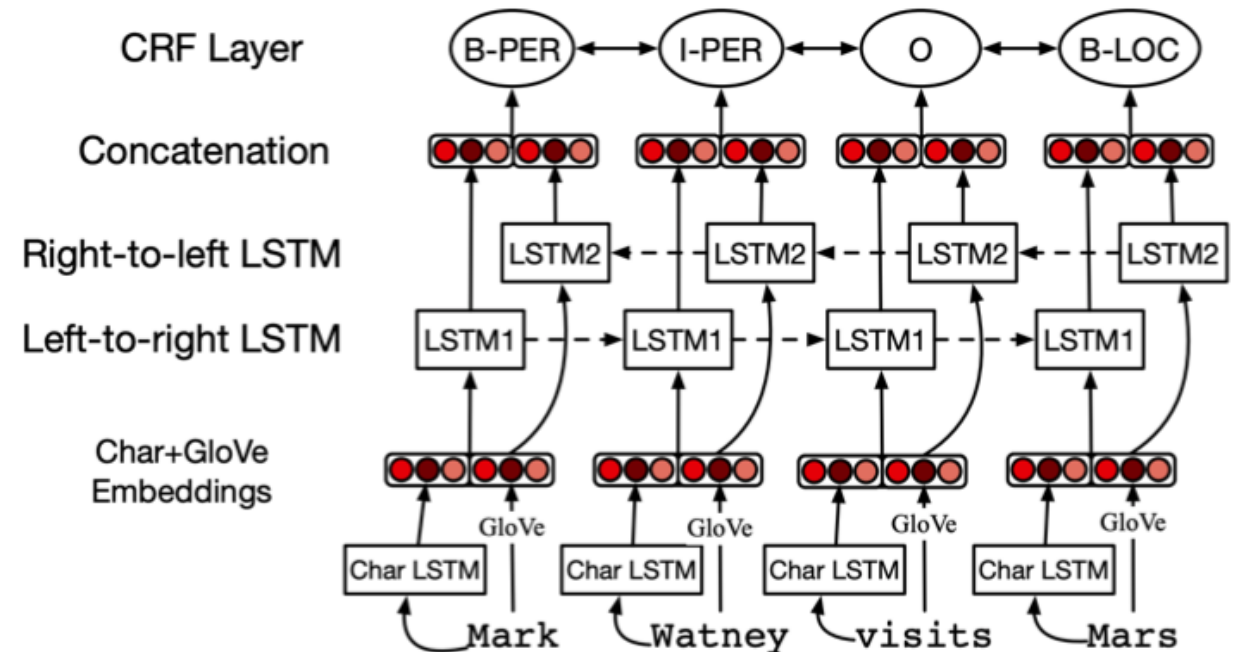 CRF Layer B-PER I-PER O B-LOC
Concatenation
Right-to-left LSTM LSTM2 LSTM2 LSTM2 LSTM2
Left-to-right LSTM LSTM1 LSTM1 LSTM1 LSTM1
Char+GloVe
Embeddings
GloVe GloVe GloVe GloVe
Char LSTM Char LSTM Char LSTM Char LSTM
Mark Watney visits Mars